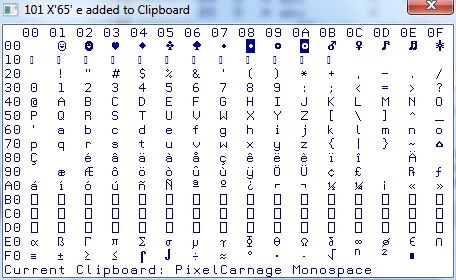 101 X'65' e added to Clipboard
00 01 02 03 04 05 06 07 08 09 0A 0B 0C 0D 0E 0F
00 ☺ ☻ ♥ ♦ ♣ ♠ • ◘ ○ ◙ ♂ ♀ ♪ ♫ ☼
10
20 ! " # $ % & ' ( ) * + , - . /
30 0 1 2 3 4 5 6 7 8 9 : ; < = > ?
40 @ A B C D E F G H I J K L M N O
50 P Q R S T U V W X Y Z [ \ ] ^ _
60 ' a b c d e f g h i j k l m n o
70 p q r s t u v w x y z { | } ~ ⌂
80 Ç é â ä à å ç ê ë è ï î Ä
90 æ Æ ô ö ò û ù ÿ Ö Ü ¢ £ ƒ
A0 á í ó ú ñ Ñ ª º ¿ ⌐ ¬ ½ ¼ ¡ « »
B0
C0
D0
E0 α ß Γ π Σ σ µ τ Φ Θ Ω δ ∞ ø ε ∩
F0 ≡ ± ≥ ≤ ⌠ ⌡ ÷ ≈ ° · √ ⁿ ² ■
Current Clipboard: PixelCarnage Monospace